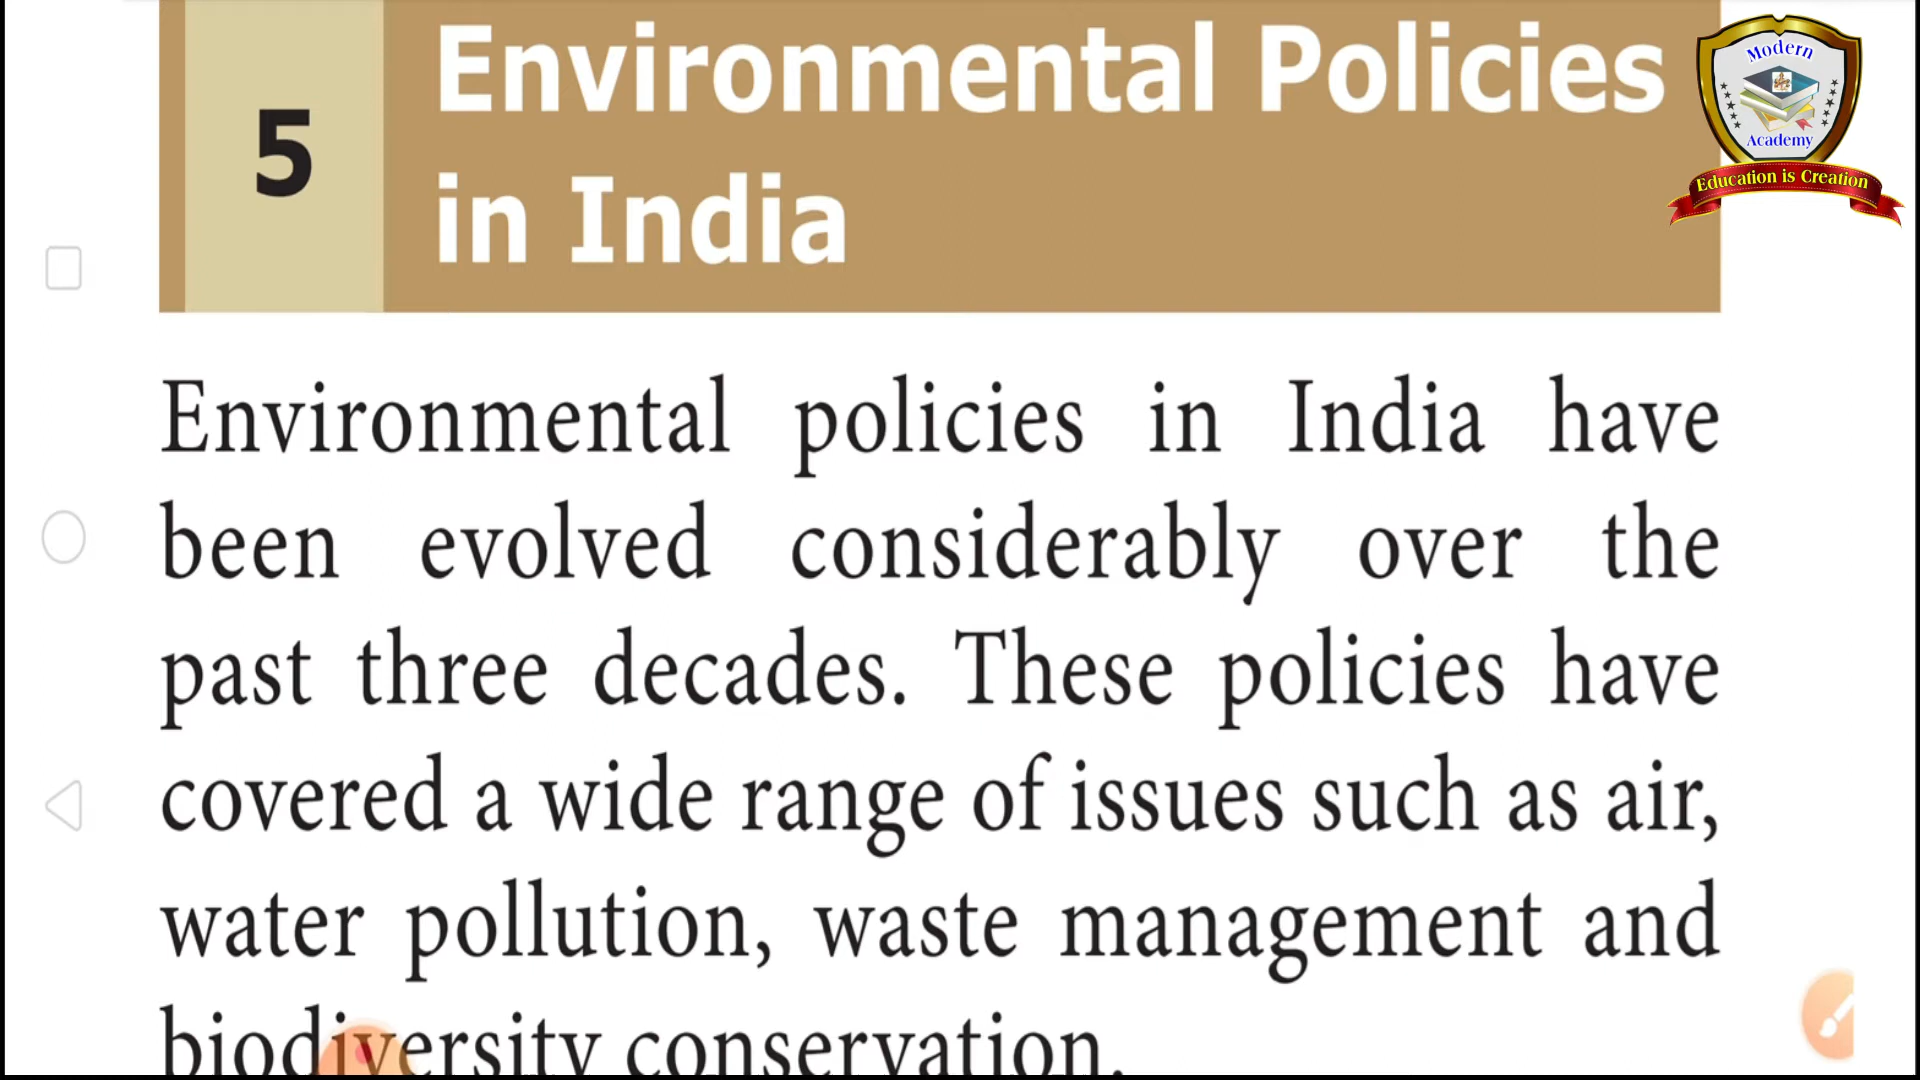 5
Environmental Policies
in India
Modern
Academy
Education is Creation
Environmental policies in India have
been evolved considerably over the
past three decades. These policies have
covered a wide range of issues such as air,
water pollution, waste management and
biodiversity conservation.